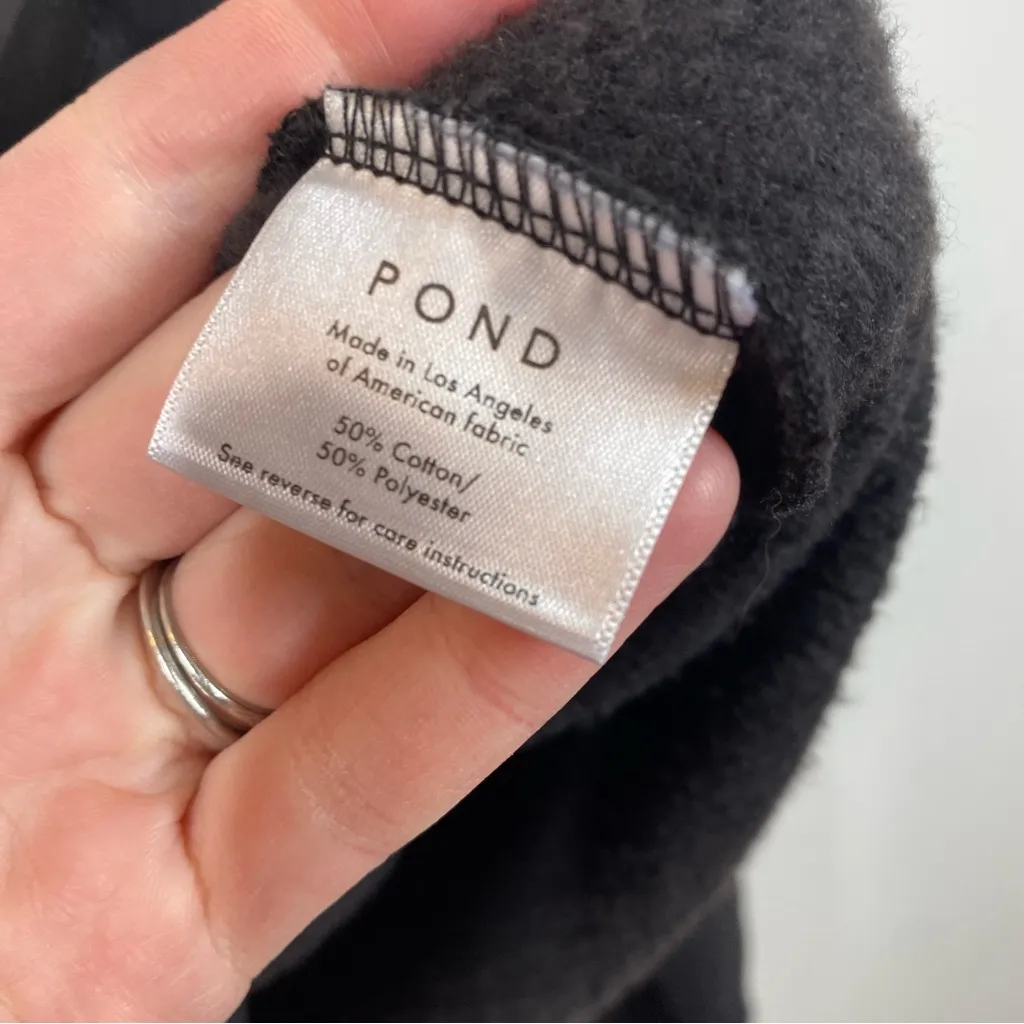 POND
Made in Los Angeles
of American fabric
50% Cotton/
50% Polyester
See reverse for care instructions